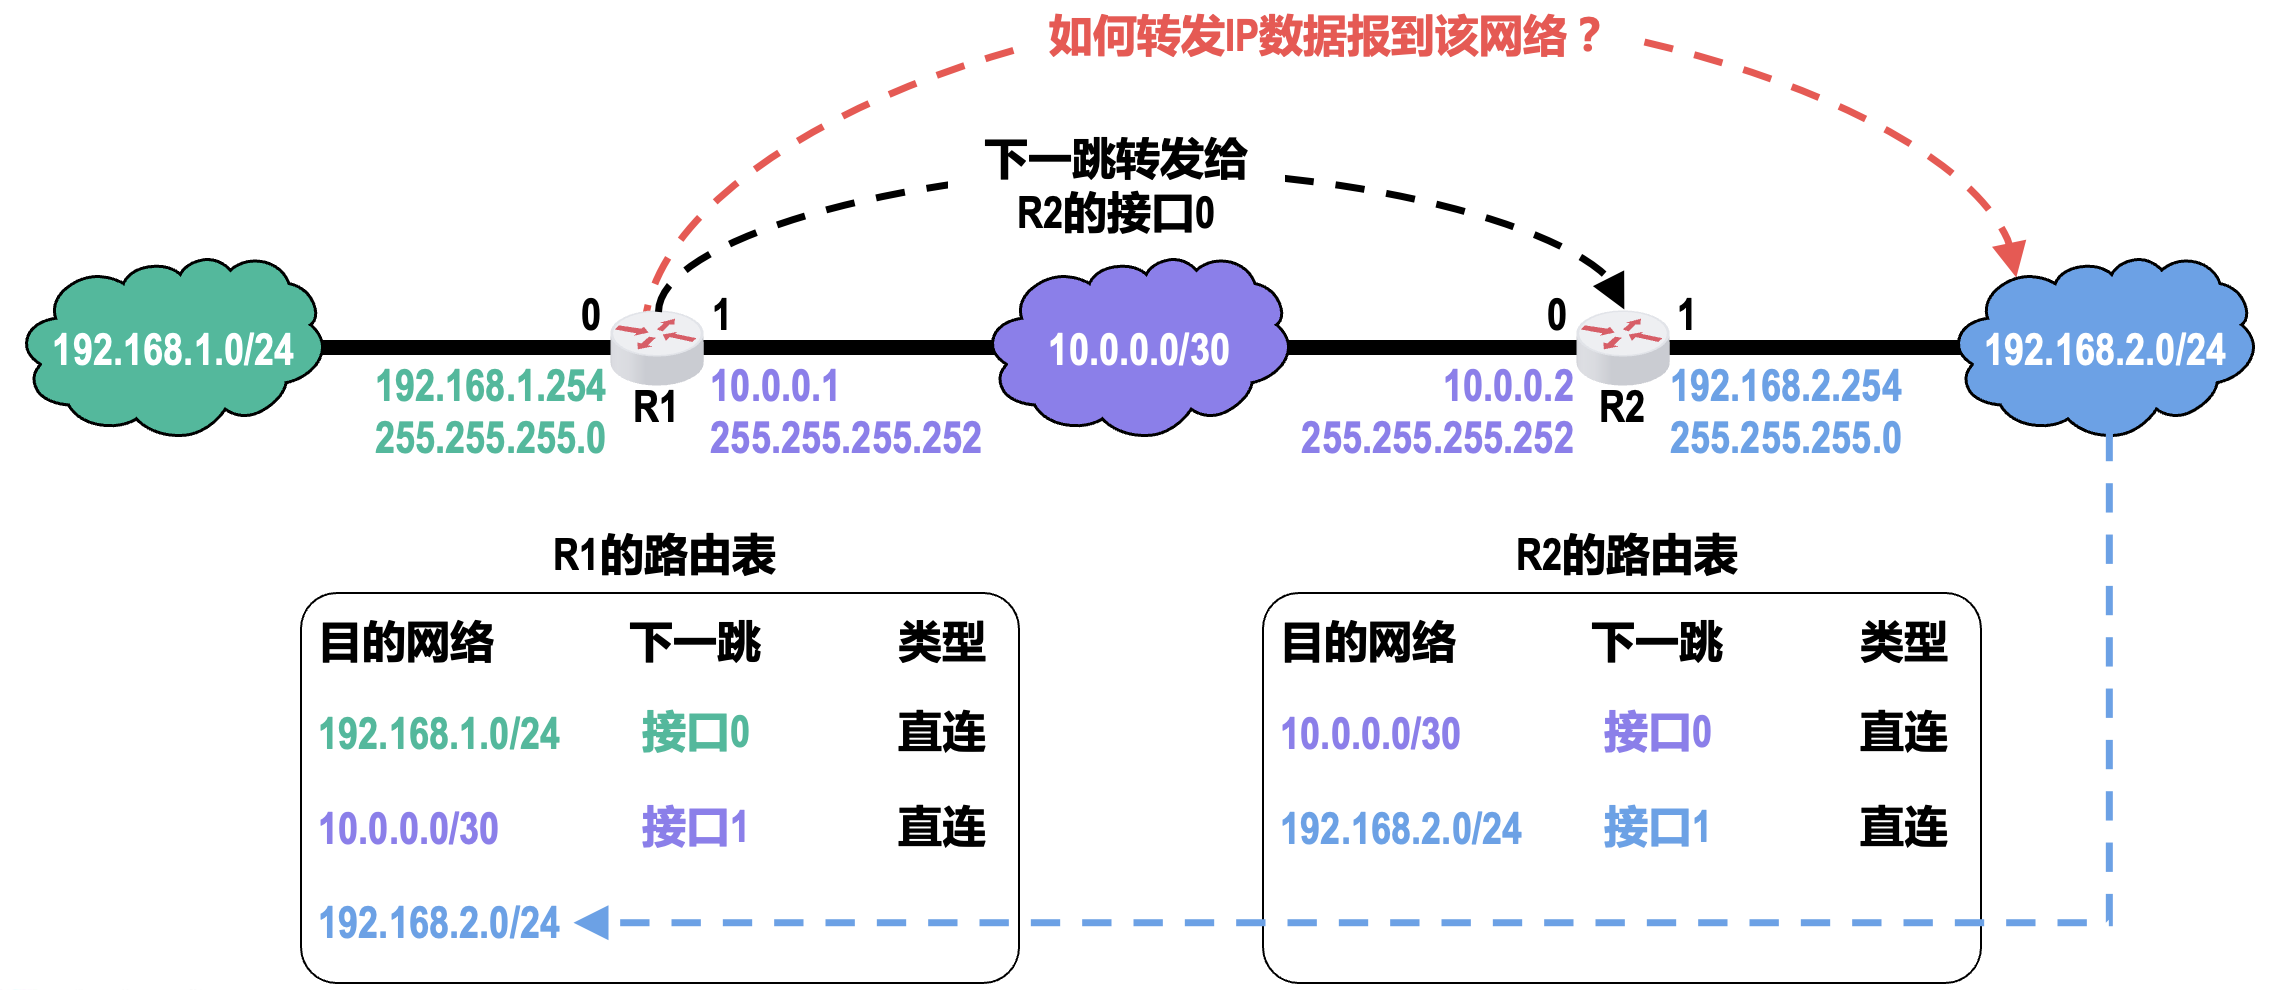 如何转发IP数据报到该网络？
下一跳转发给
R2的接口0
0
1
0
1
192.168.1.0/24
10.0.0.0/30
192.168.2.0/24
192.168.1.254
255.255.255.0
R1
10.0.0.1
255.255.255.252
10.0.0.2
255.255.255.252
R2
192.168.2.254
255.255.255.0
R1的路由表
目的网络 下一跳 类型
192.168.1.0/24 接口0 直连
10.0.0.0/30 接口1 直连
192.168.2.0/24
R2的路由表
目的网络 下一跳 类型
10.0.0.0/30 接口0 直连
192.168.2.0/24 接口1 直连